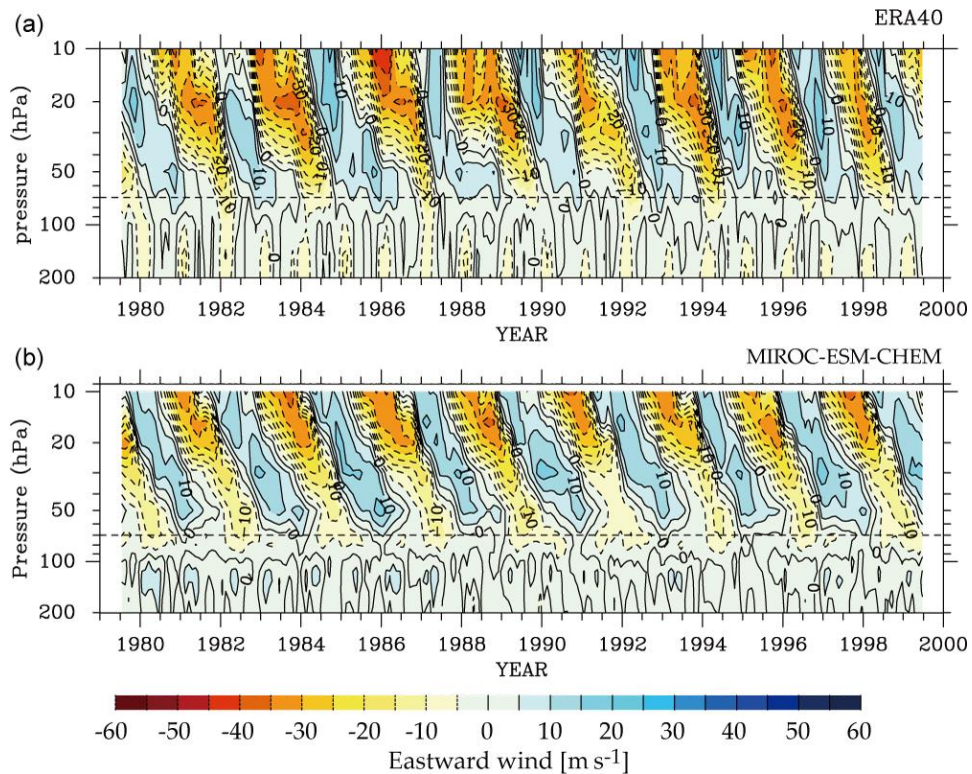 (a) ERA40
10
20
50
100
200
pressure (hPa)
1980 1982 1984 1986 1988 1990 1992 1994 1996 1998 2000
YEAR
(b) MIROC-ESM-CHEM
10
20
50
100
200
Pressure (hPa)
1980 1982 1984 1986 1988 1990 1992 1994 1996 1998 2000
YEAR
-60 -50 -40 -30 -20 -10 0 10 20 30 40 50 60
Eastward wind [m s⁻¹]